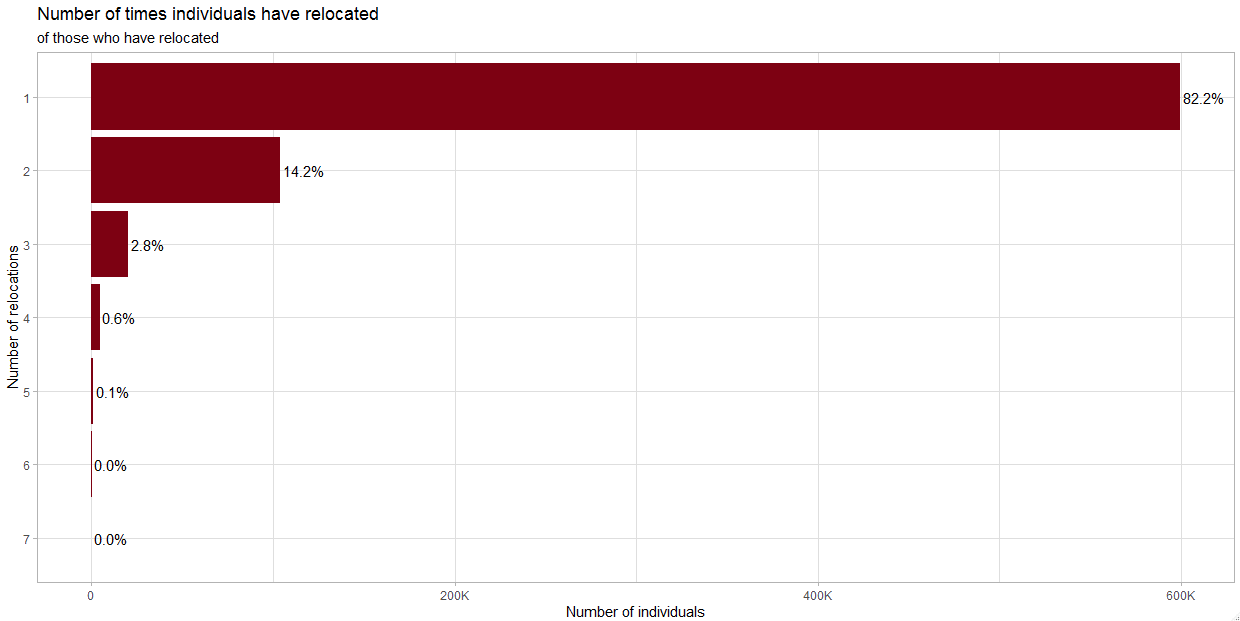 Number of times individuals have relocated
of those who have relocated
Number of relocations
1
82.2%
2
14.2%
3
2.8%
4
0.6%
5
0.1%
6
0.0%
7
0.0%
0
200K
400K
600K
Number of individuals